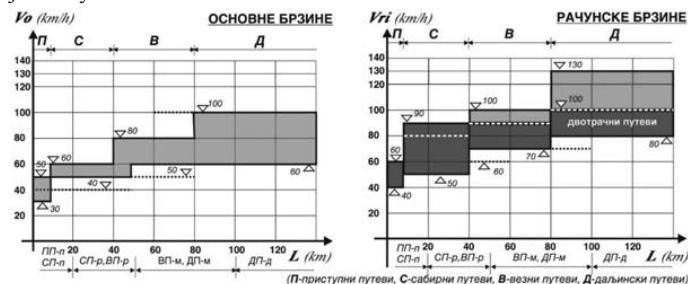 Vo (km/h) ОСНОВНЕ БРЗИНЕ
П С В Д
140
120
100
80
60
40
20
50
60
80
100
30
40
50
60
20 40 60 80 100 120 L (km)
ПП-п
СП-п
СП-р,ВП-р
ВП-м, ДП-м
ДП-д
Vri (km/h) РАЧУНСКЕ БРЗИНЕ
П С В Д
140
130
120
100
80
60
40
20
60
90
100
130
100
двотрачни путеви
40
50
60
70
80
20 40 60 80 100 120 L (km)
ПП-п
СП-п
СП-р,ВП-р
ВП-м, ДП-м
ДП-д
(П-приступни путеви, С-сабирни путеви, В-везни путеви, Д-даљински путеви)